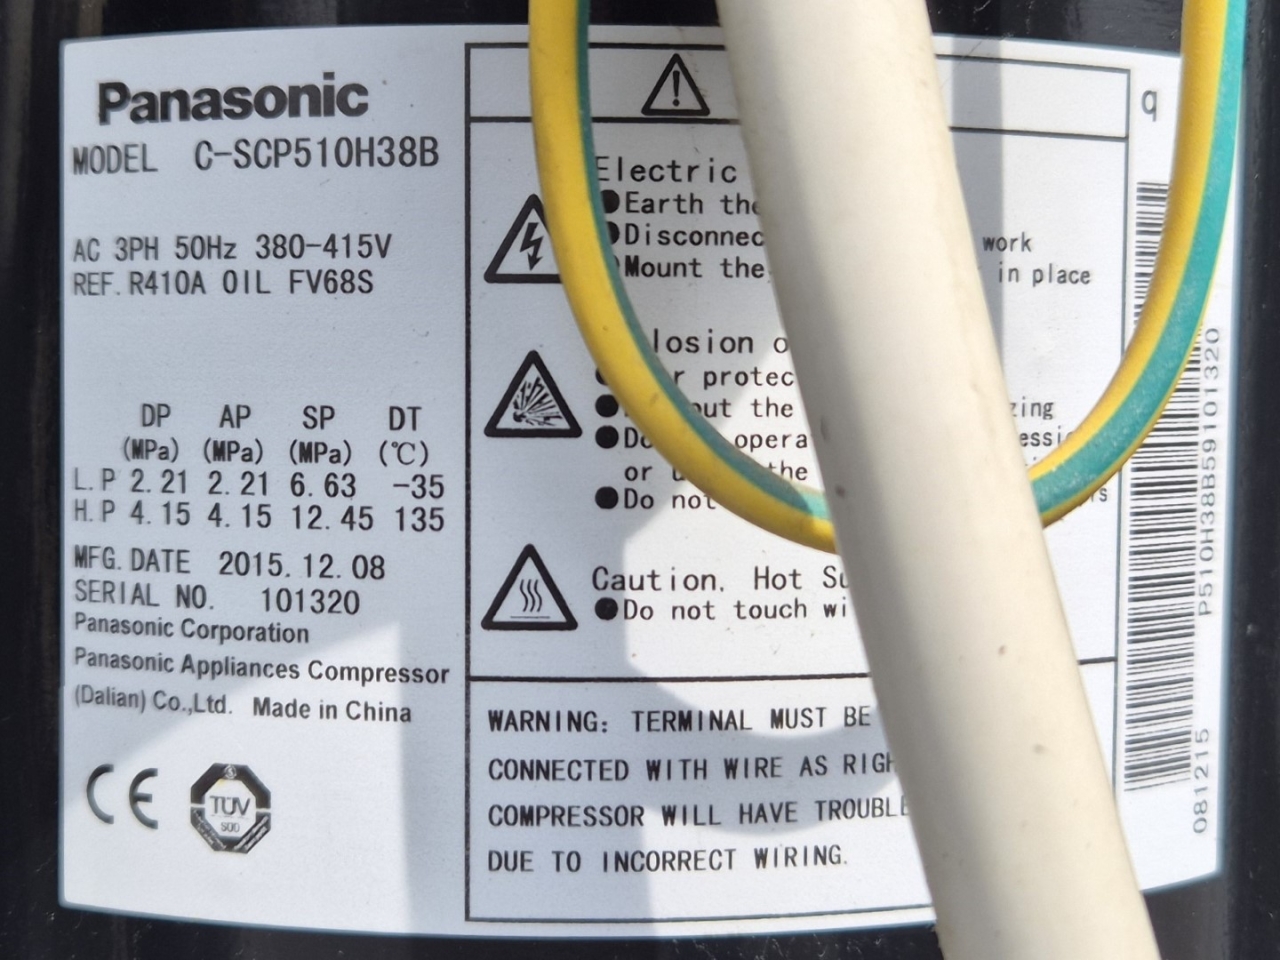 Panasonic
MODEL C-SCP510H38B
AC 3PH 50Hz 380-415V
REF. R410A OIL FV68S
DP AP SP DT
(MPa) (MPa) (MPa) (℃)
L.P 2.21 2.21 6.63 -35
H.P 4.15 4.15 12.45 135
MFG. DATE 2015. 12. 08
SERIAL NO. 101320
Panasonic Corporation
Panasonic Appliances Compressor
(Dalian) Co.,Ltd. Made in China
CE
TÜV
SÜD
Electric
●Earth the
●Disconnec work
Mount the in place
losion o
protec
out the zing
opera
or the
●Do not
Caution. Hot
●Do not touch
WARNING: TERMINAL MUST BE
CONNECTED WITH WIRE AS
COMPRESSOR WILL HAVE
DUE TO INCORRECT WIRING.
q
P510H38B59101320
081215